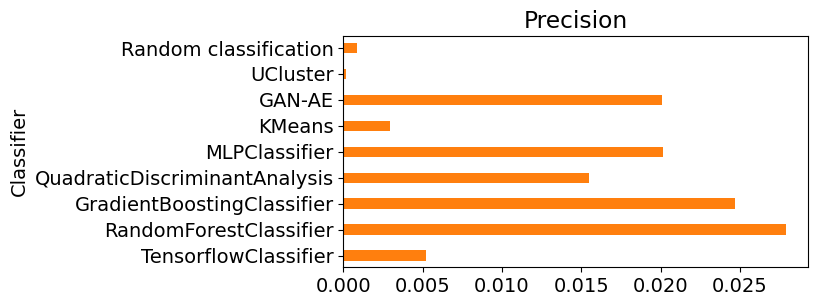 Precision
Classifier
Random classification
UCluster
GAN-AE
KMeans
MLPClassifier
QuadraticDiscriminantAnalysis
GradientBoostingClassifier
RandomForestClassifier
TensorflowClassifier
0.000 0.005 0.010 0.015 0.020 0.025